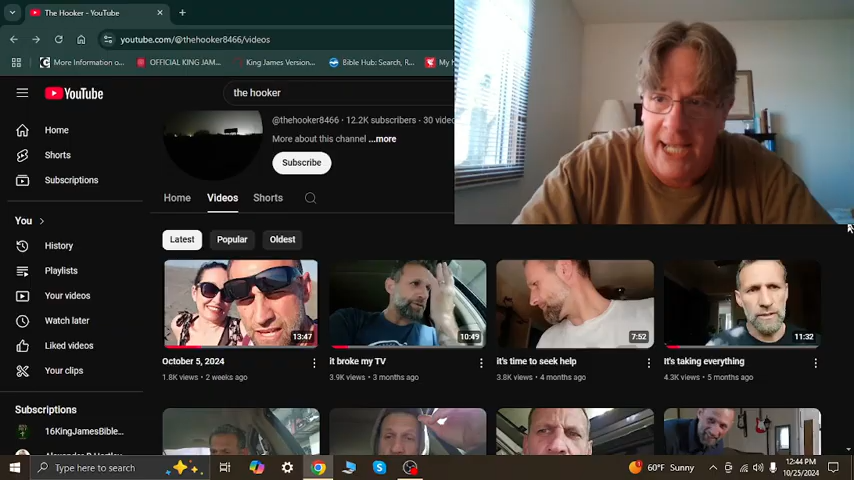 The Hooker - YouTube
youtube.com/@thehooker8466/videos
More Information o...
OFFICIAL KING JAM...
King James Version...
Bible Hub: Search, R...
My h
YouTube
the hooker
@thehooker8466 · 12.2K subscribers · 30 videos
More about this channel ...more
Subscribe
Home
Shorts
Subscriptions
Home Videos Shorts
You
History
Playlists
Your videos
Watch later
Liked videos
Your clips
Subscriptions
16KingJamesBible...
Latest Popular Oldest
13:47
10:49
7:52
11:32
October 5, 2024
1.8K views · 2 weeks ago
it broke my TV
3.9K views · 3 months ago
it's time to seek help
3.8K views · 4 months ago
It's taking everything
4.3K views · 5 months ago
Type here to search
60°F Sunny
12:44 PM
10/25/2024